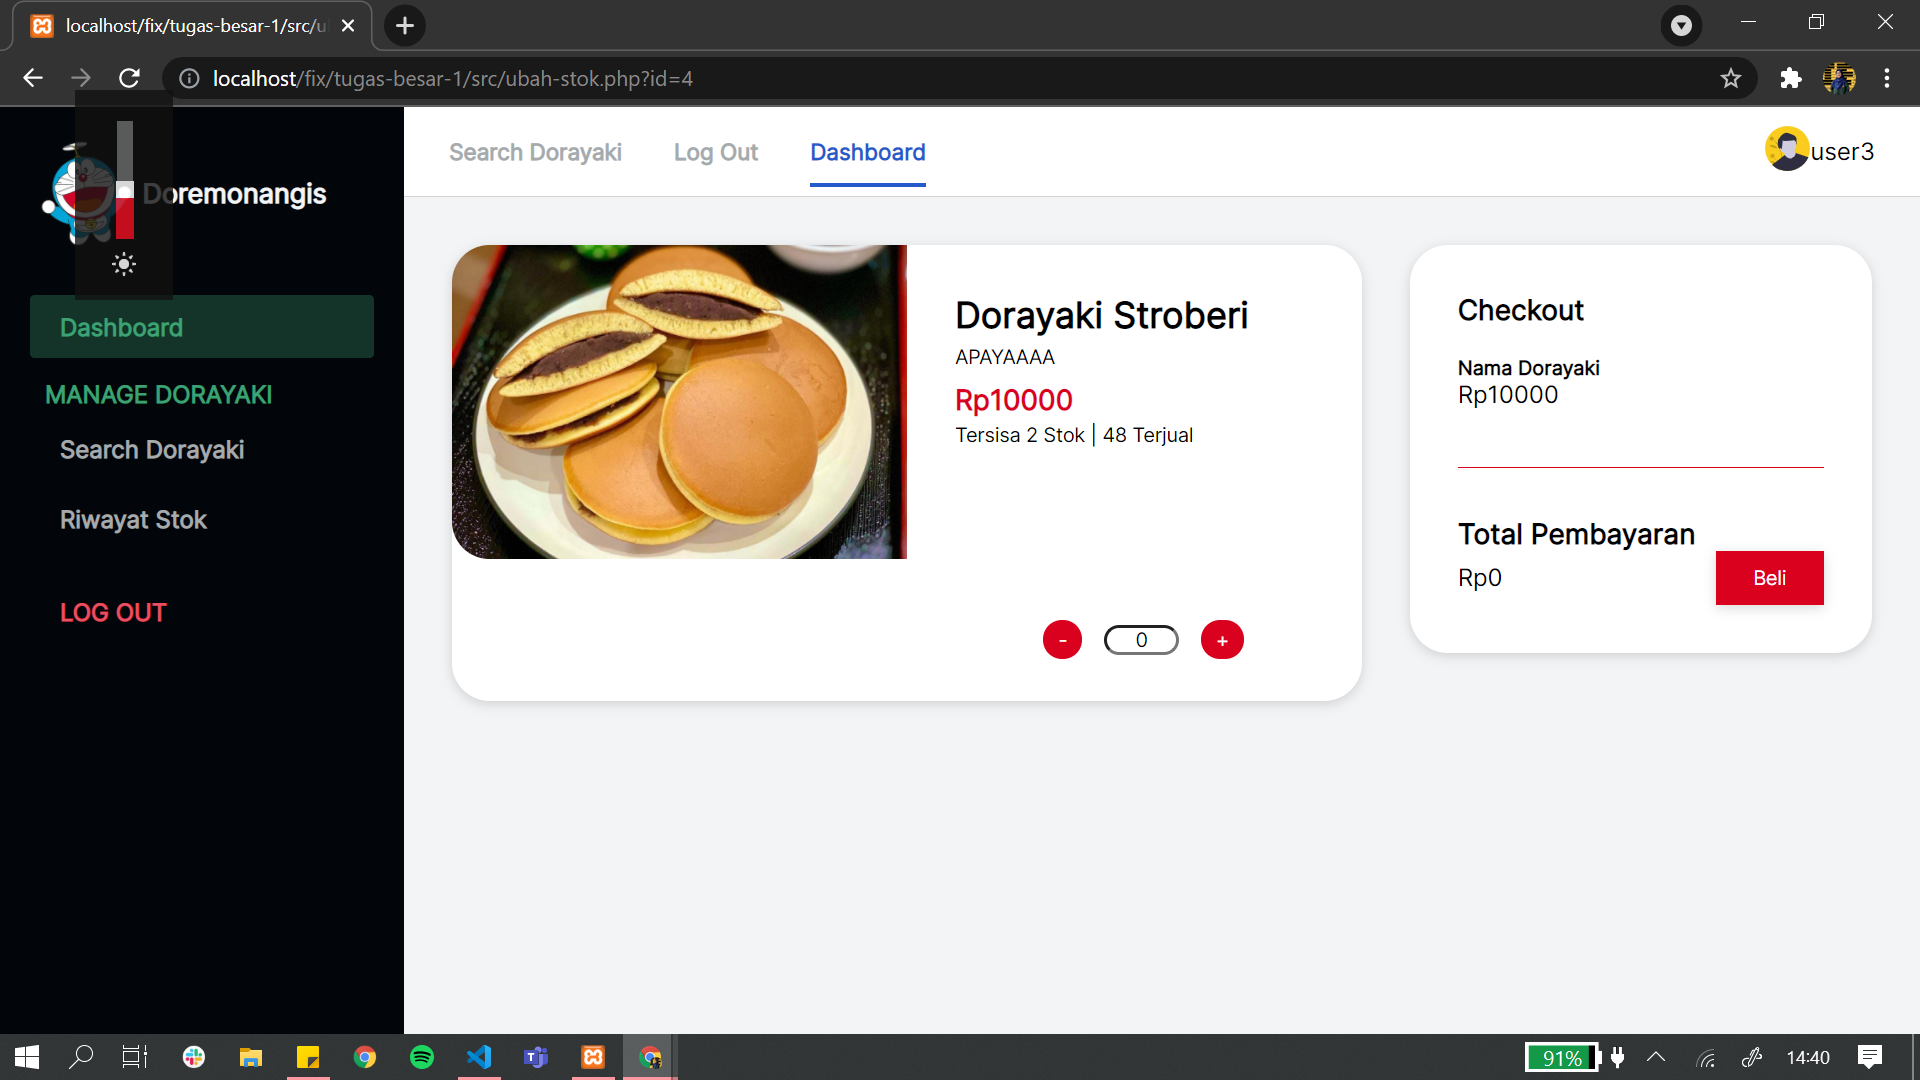 localhost/fix/tugas-besar-1/src/u
localhost/fix/tugas-besar-1/src/ubah-stok.php?id=4
Doremonangis
Search Dorayaki
Log Out
Dashboard
user3
Dashboard
MANAGE DORAYAKI
Search Dorayaki
Riwayat Stok
LOG OUT
Dorayaki Stroberi
APAYAAAA
Rp10000
Tersisa 2 Stok | 48 Terjual
-
0
+
Checkout
Nama Dorayaki
Rp10000
Total Pembayaran
Rp0
Beli
91%
14:40